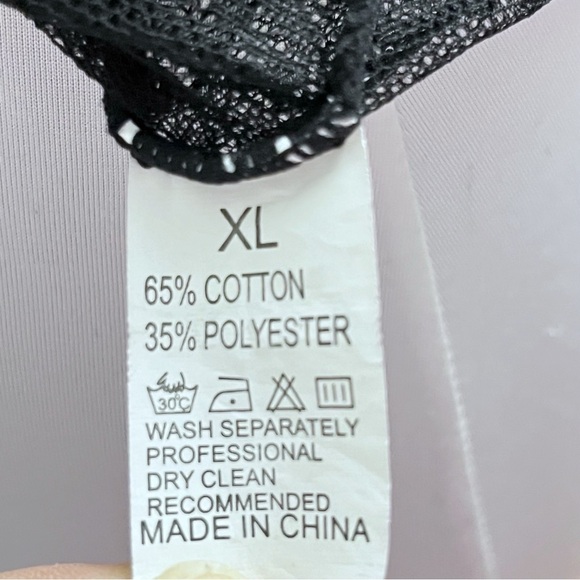 XL
65% COTTON
35% POLYESTER
30°C
WASH SEPARATELY
PROFESSIONAL
DRY CLEAN
RECOMMENDED
MADE IN CHINA